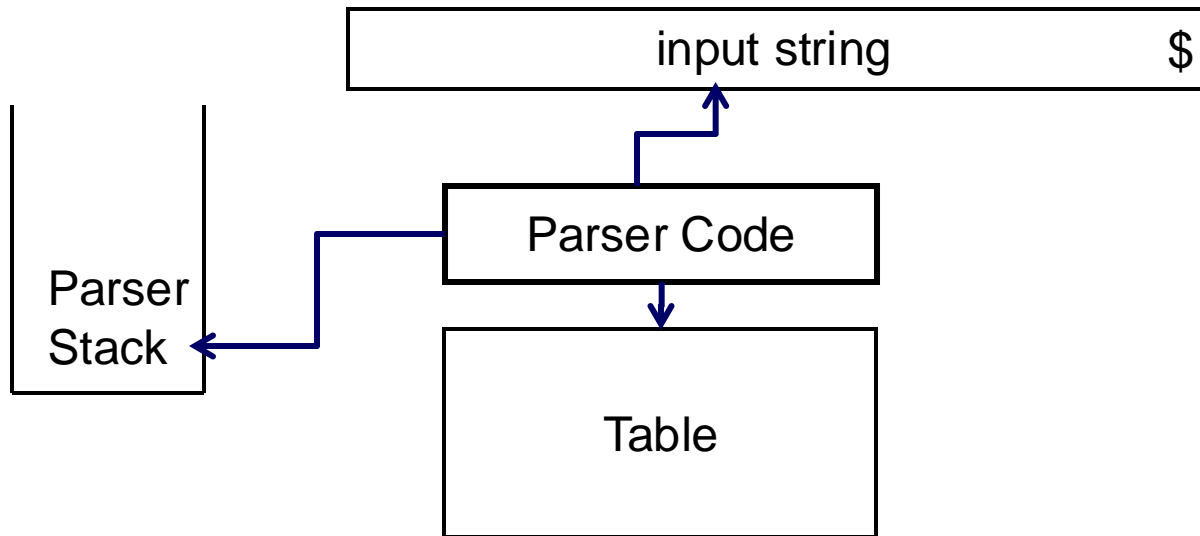 input string $
Parser Code
Parser
Stack
Table